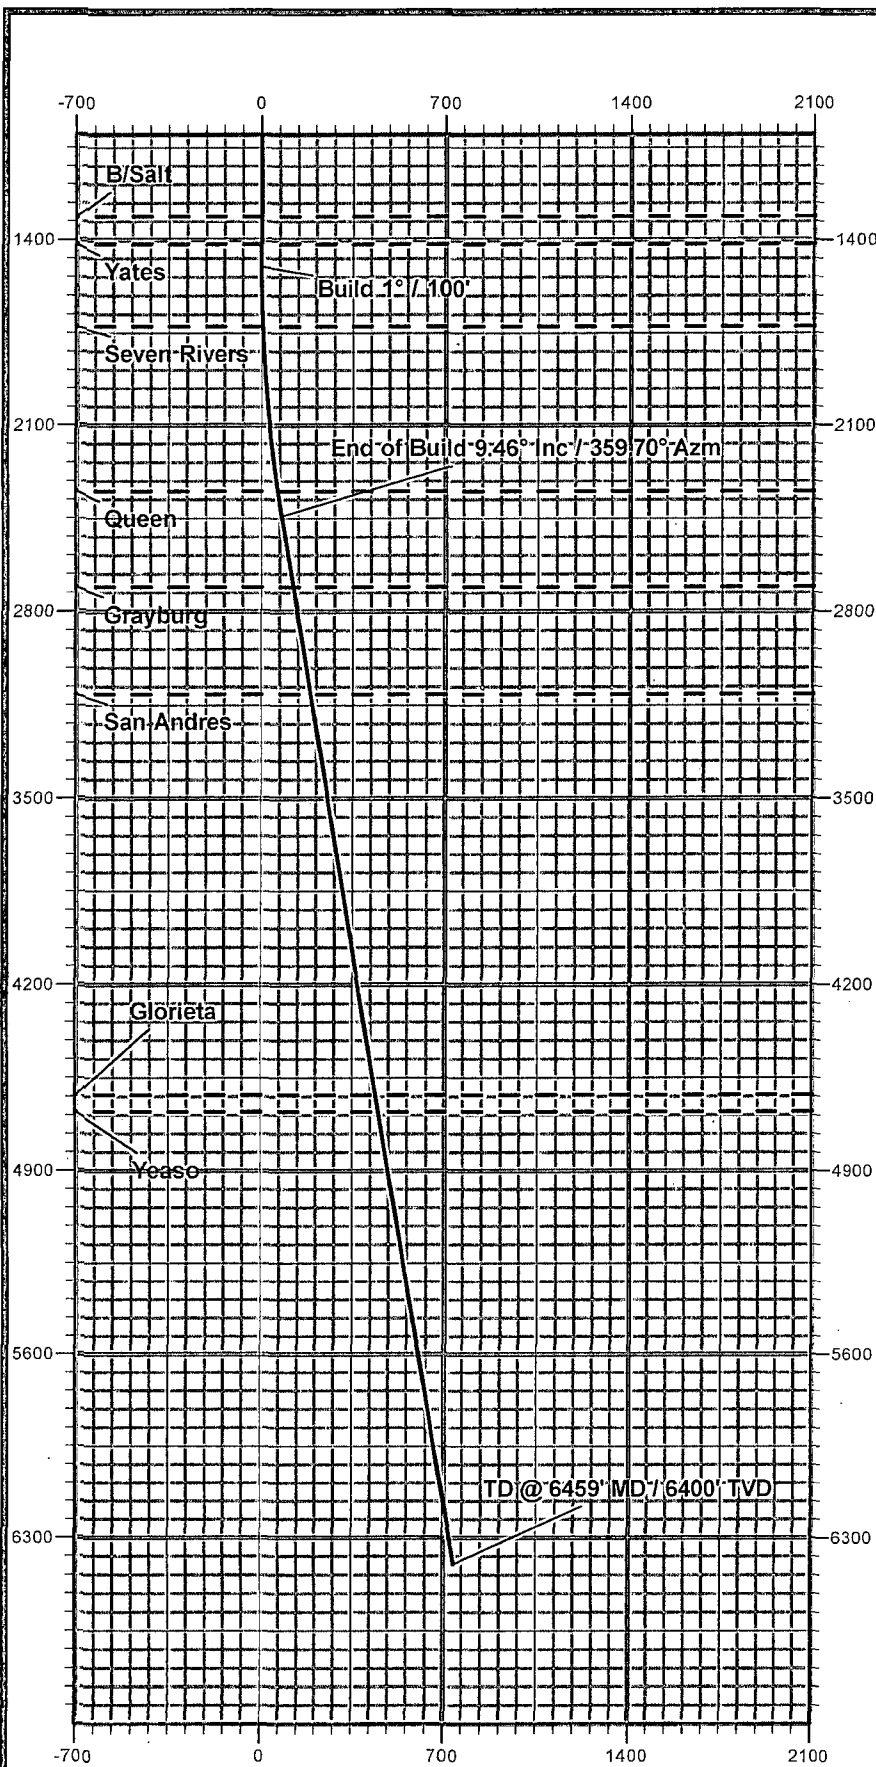 -700 0 700 1400 2100
B/Salt
1400 1400
Yates
Build 1° / 100'
Seven Rivers
2100 2100
End of Build 9.46° Inc / 359.70° Azm
Queen
2800 2800
Grayburg
San Andres
3500 3500
4200 4200
Glorieta
4900 4900
Yeaso
5600 5600
TD @ 6459' MD / 6400' TVD
6300 6300
-700 0 700 1400 2100